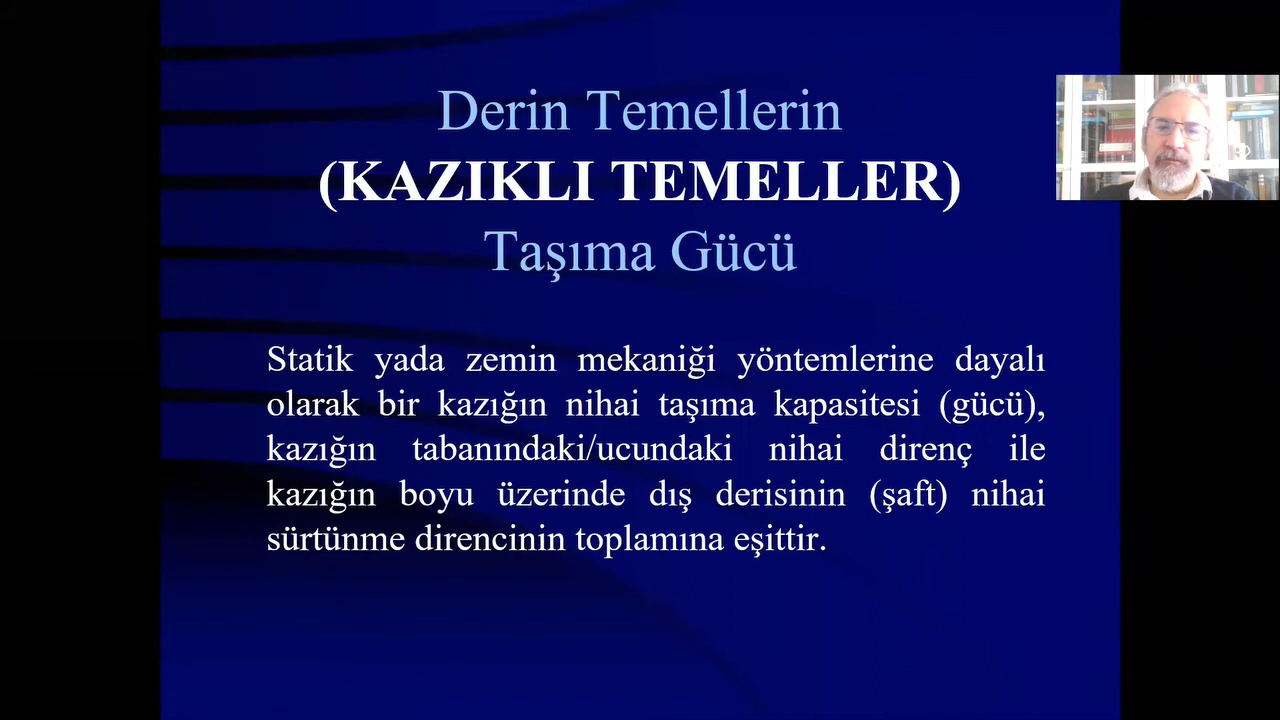 Derin Temellerin
(KAZIKLI TEMELLER)
Taşıma Gücü
Statik yada zemin mekaniği yöntemlerine dayalı
olarak bir kazığın nihai taşıma kapasitesi (gücü),
kazığın tabanındaki/ucundaki nihai direnç ile
kazığın boyu üzerinde dış derisinin (şaft) nihai
sürtünme direncinin toplamına eşittir.